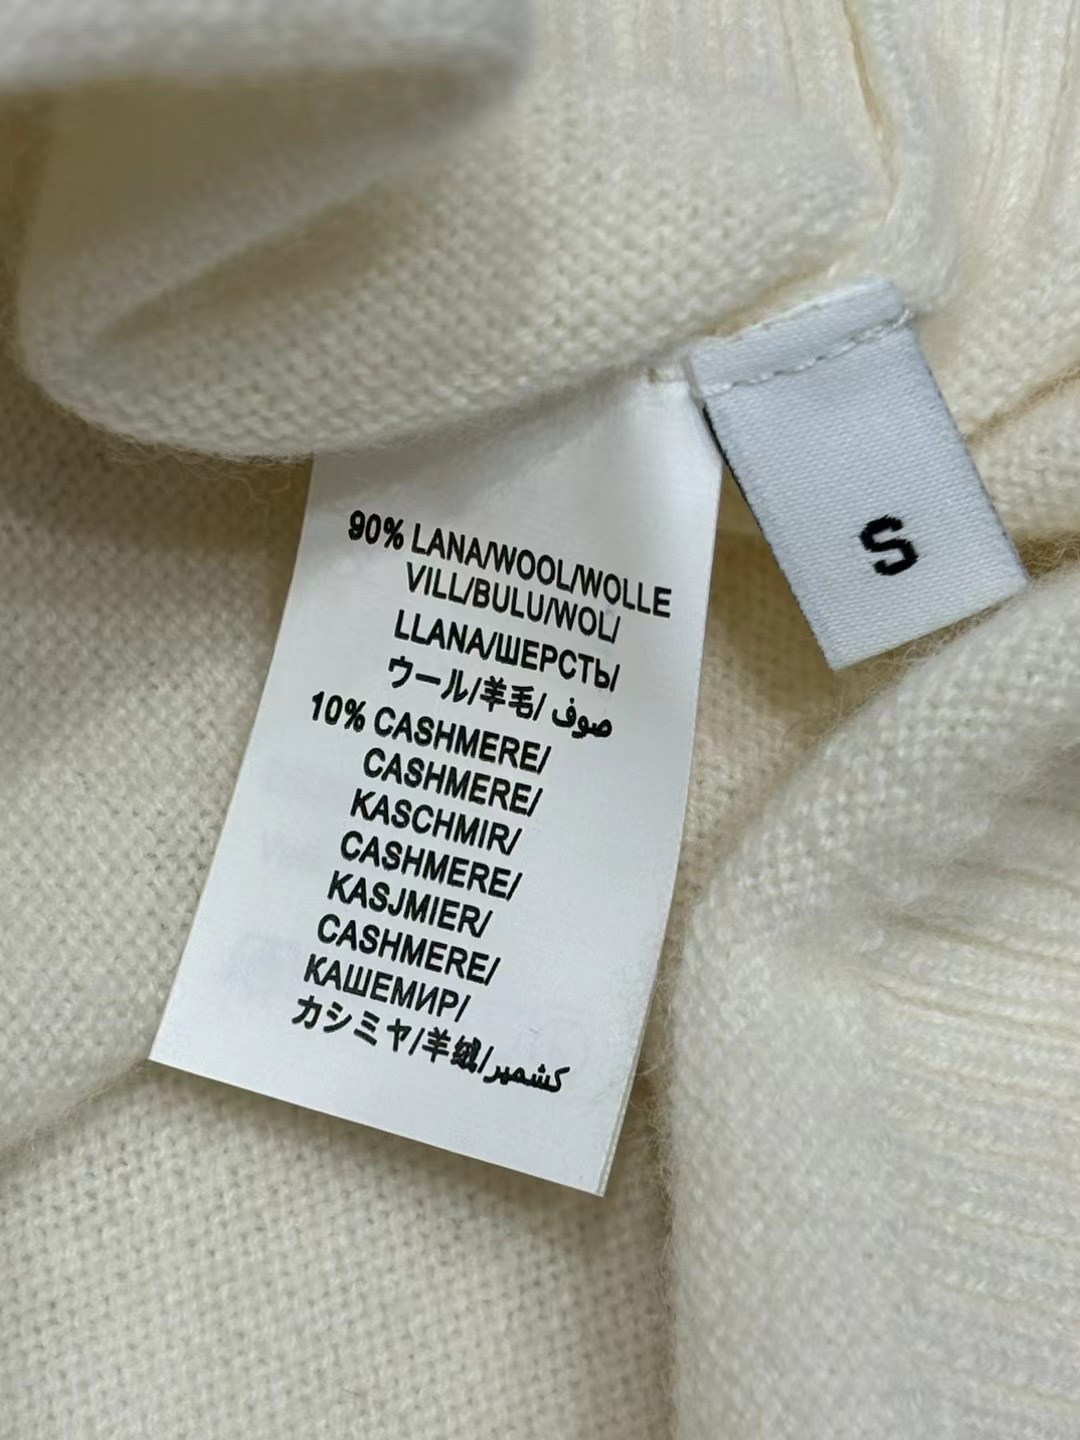 90% LANA/WOOL/WOLLE
VILL/BULU/WOL/
LLANA/ШЕРСТЬ/
ウール/羊毛/ صوف
10% CASHMERE/
CASHMERE/
KASCHMIR/
CASHMERE/
KASJMIER/
CASHMERE/
КАШЕМИР/
カシミヤ/羊绒/كشمير
S